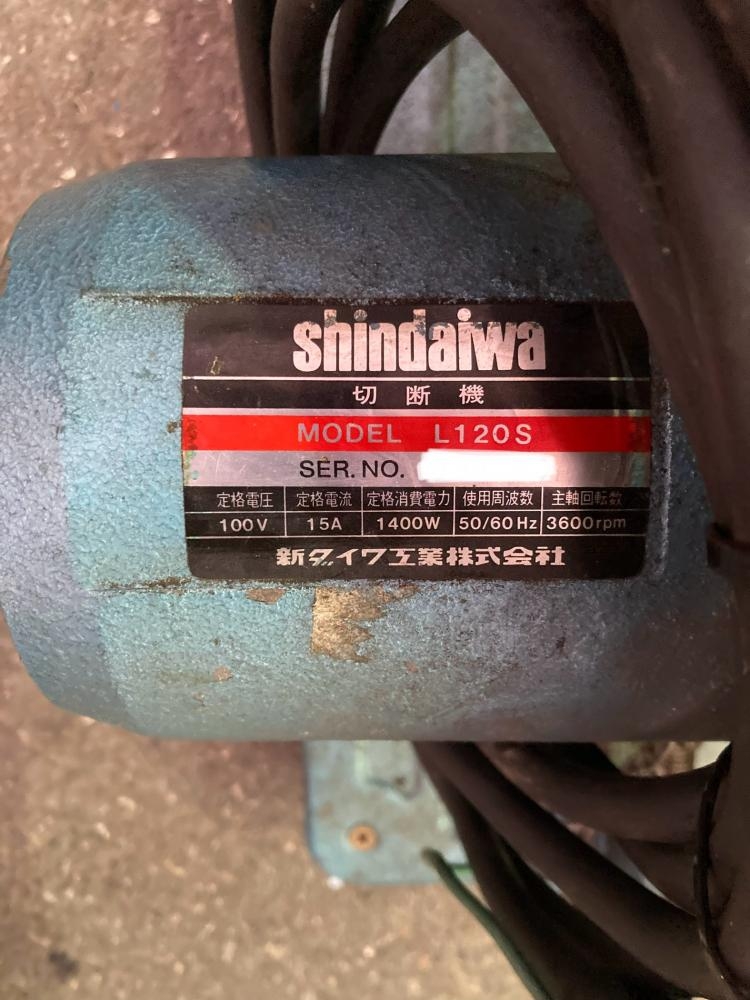 shindaiwa
切断機
MODEL L120S
SER. NO.
定格電圧 定格電流 定格消費電力 使用周波数 主軸回転数
100V 15A 1400W 50/60Hz 3600rpm
新ダイワ工業株式会社